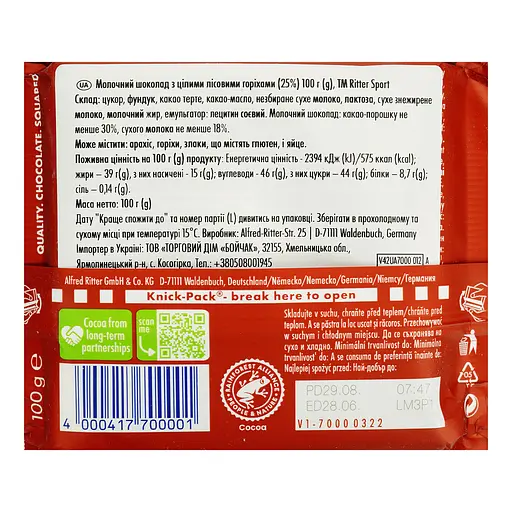 QUALITY. CHOCOLATE. SQUARED
UA Молочний шоколад з цілими лісовими горіхами (25%) 100 г (g), ТМ Ritter Sport
Склад: цукор, фундук, какао терте, какао-масло, незбиране сухе молоко, лактоза, сухе знежирене
молоко, молочний жир, емульгатор: лецитин соєвий. Молочний шоколад: какао-порошку не
менше 30%, сухого молоко не менше 18%.
Може містити: арахіс, горіхи, злаки, що містять глютен, і яйце.
Поживна цінність на 100 г (g) продукту: Енергетична цінність - 2394 кДж (kJ)/575 ккал (kcal);
жири – 39 г(g), з них насичені - 15 г(g); вуглеводи - 46 г(g), з них цукри – 44 г(g); білки – 8,7 г(g);
сіль – 0,14 г(g).
Маса нетто: 100 г (g)
Дату "Краще спожити до" та номер партії (L) дивитись на упаковці. Зберігати в прохолодному та
сухому місці при температурі 15°С. Виробник: Alfred-Ritter-Str. 25 | D-71111 Waldenbuch, Germany
Імпортер в Україні: ТОВ "ТОРГОВИЙ ДІМ «БОЙЧАК», 32155, Хмельницька обл.,
Ярмолинецький р-н, с. Косогірка, Тел.: +380508001945
V42UA7000 012 A
Alfred Ritter GmbH & Co. KG D-71111 Waldenbuch, Deutschland/Německo/Nemecko/Germania/Niemcy/Германия
Knick-Pack® - break here to open
Cocoa from
long-term
partnerships
scan
me
Skladujte v suchu, chraňte před teplem/chráňte pred
teplom. A se păstra la loc uscat și răcoros. Przechowywać
w suchym i chłodnym miejscu. Да се съхранява на
сухо и хладно. Minimální trvanlivost do/Minimálna
trvanlivosť do: A se consuma de preferință înainte de:
Najlepiej spożyć przed: Най-добър до:
100 g e
4 000417 700001
RAINFOREST ALLIANCE
PEOPLE & NATURE
Cocoa
PD29.08. 07:47
ED28.06.
V1-7000 0322
05